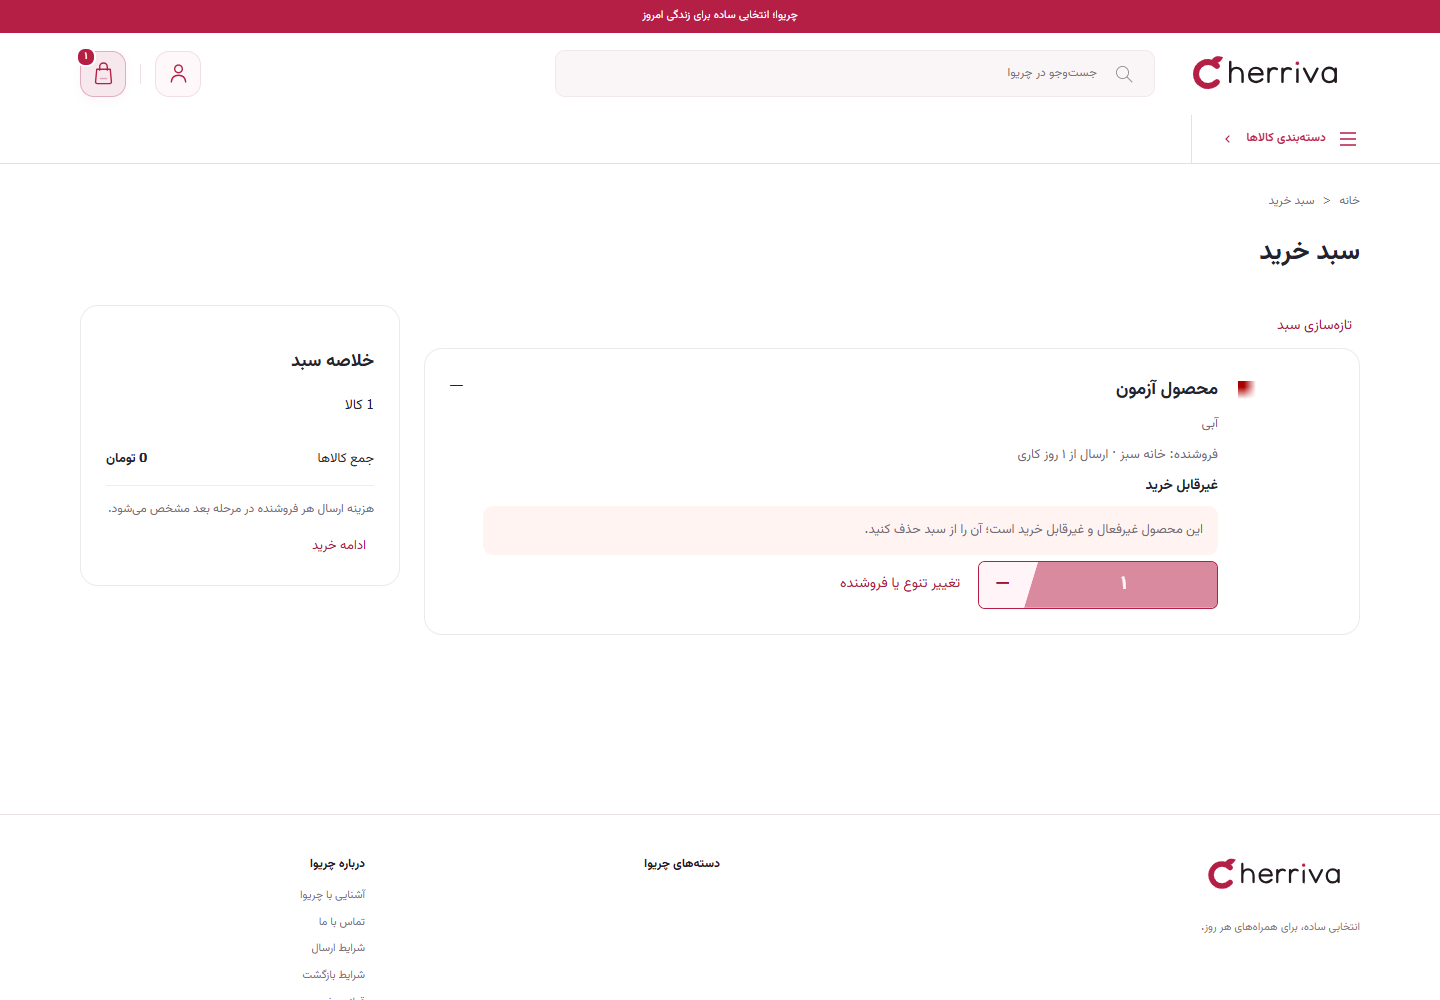 چریوا؛ انتخابی ساده برای زندگی امروز
herriva
جست‌وجو در چریوا
۱
دسته‌بندی کالاها
خانه > سبد خرید
سبد خرید
تازه‌سازی سبد
محصول آزمون
آبی
فروشنده: خانه سبز · ارسال از ۱ روز کاری
غیرقابل خرید
این محصول غیرفعال و غیرقابل خرید است؛ آن را از سبد حذف کنید.
۱
تغییر تنوع یا فروشنده
خلاصه سبد
1 کالا
جمع کالاها
0 تومان
هزینه ارسال هر فروشنده در مرحله بعد مشخص می‌شود.
ادامه خرید
herriva
انتخابی ساده، برای همراه‌های هر روز.
دسته‌های چریوا
درباره چریوا
آشنایی با چریوا
تماس با ما
شرایط ارسال
شرایط بازگشت